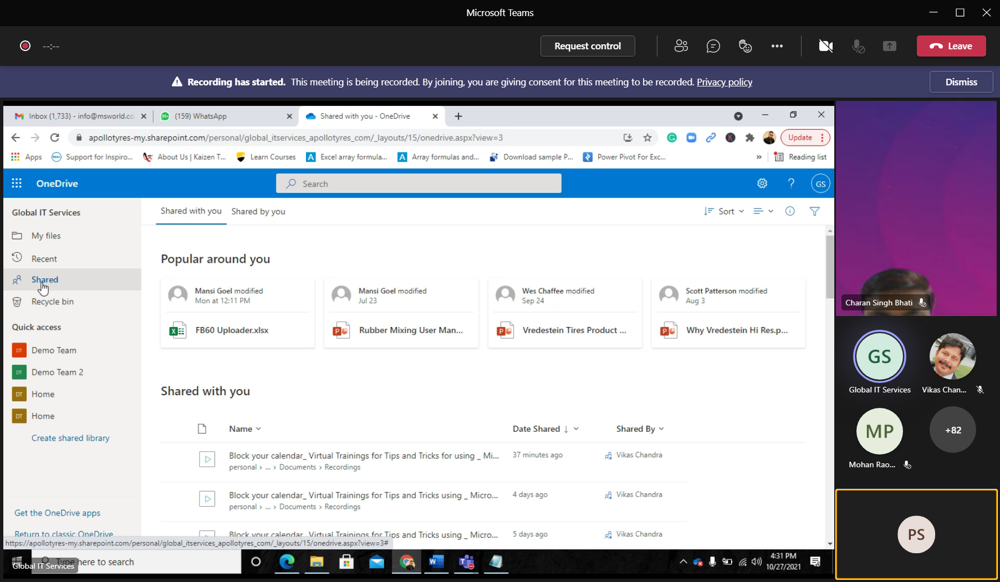 Microsoft Teams
--:--
Request control
Leave
Recording has started. This meeting is being recorded. By joining, you are giving consent for this meeting to be recorded. Privacy policy
Dismiss
Inbox (1,733) - info@msworld.co
99+
(159) WhatsApp
Shared with you - OneDrive
apollotyres-my.sharepoint.com/personal/global_itservices_apollotyres_com/_layouts/15/onedrive.aspx?view=3
Update
Apps
Support for Inspiro...
About Us | Kaizen T...
Learn Courses
Excel array formula...
Array formulas and...
Download sample P...
Power Pivot For Exc...
»
Reading list
OneDrive
Search
GS
Global IT Services
My files
Recent
Shared
Recycle bin
Quick access
DT Demo Team
DT Demo Team 2
DT Home
DT Home
Create shared library
Get the OneDrive apps
Return to classic OneDrive
Shared with you
Shared by you
Sort
Popular around you
Mansi Goel modified
Mon at 12:11 PM
FB60 Uploader.xlsx
Mansi Goel modified
Jul 23
Rubber Mixing User Man...
Wes Chaffee modified
Sep 24
Vredestein Tires Product ...
Scott Patterson modified
Aug 3
Why Vredestein Hi Res.p...
Shared with you
Name
Date Shared ↓
Shared By
Block your calendar_ Virtual Trainings for Tips and Tricks for using _ Mi...
37 minutes ago
Vikas Chandra
personal > ... > Documents > Recordings
Block your calendar_ Virtual Trainings for Tips and Tricks using _ Micro...
4 days ago
Vikas Chandra
personal > ... > Documents > Recordings
Block your calendar_ Virtual Trainings for Tips and Tricks using _ Micro...
5 days ago
Vikas Chandra
https://apollotyres-my.sharepoint.com/personal/global_itservices_apollotyres_com/_layouts/15/onedrive.aspx?view=3#
Type here to search
Global IT Services
4:31 PM
10/27/2021
Charan Singh Bhati
GS
Global IT Services
Vikas Chan...
MP
Mohan Rao...
+82
PS